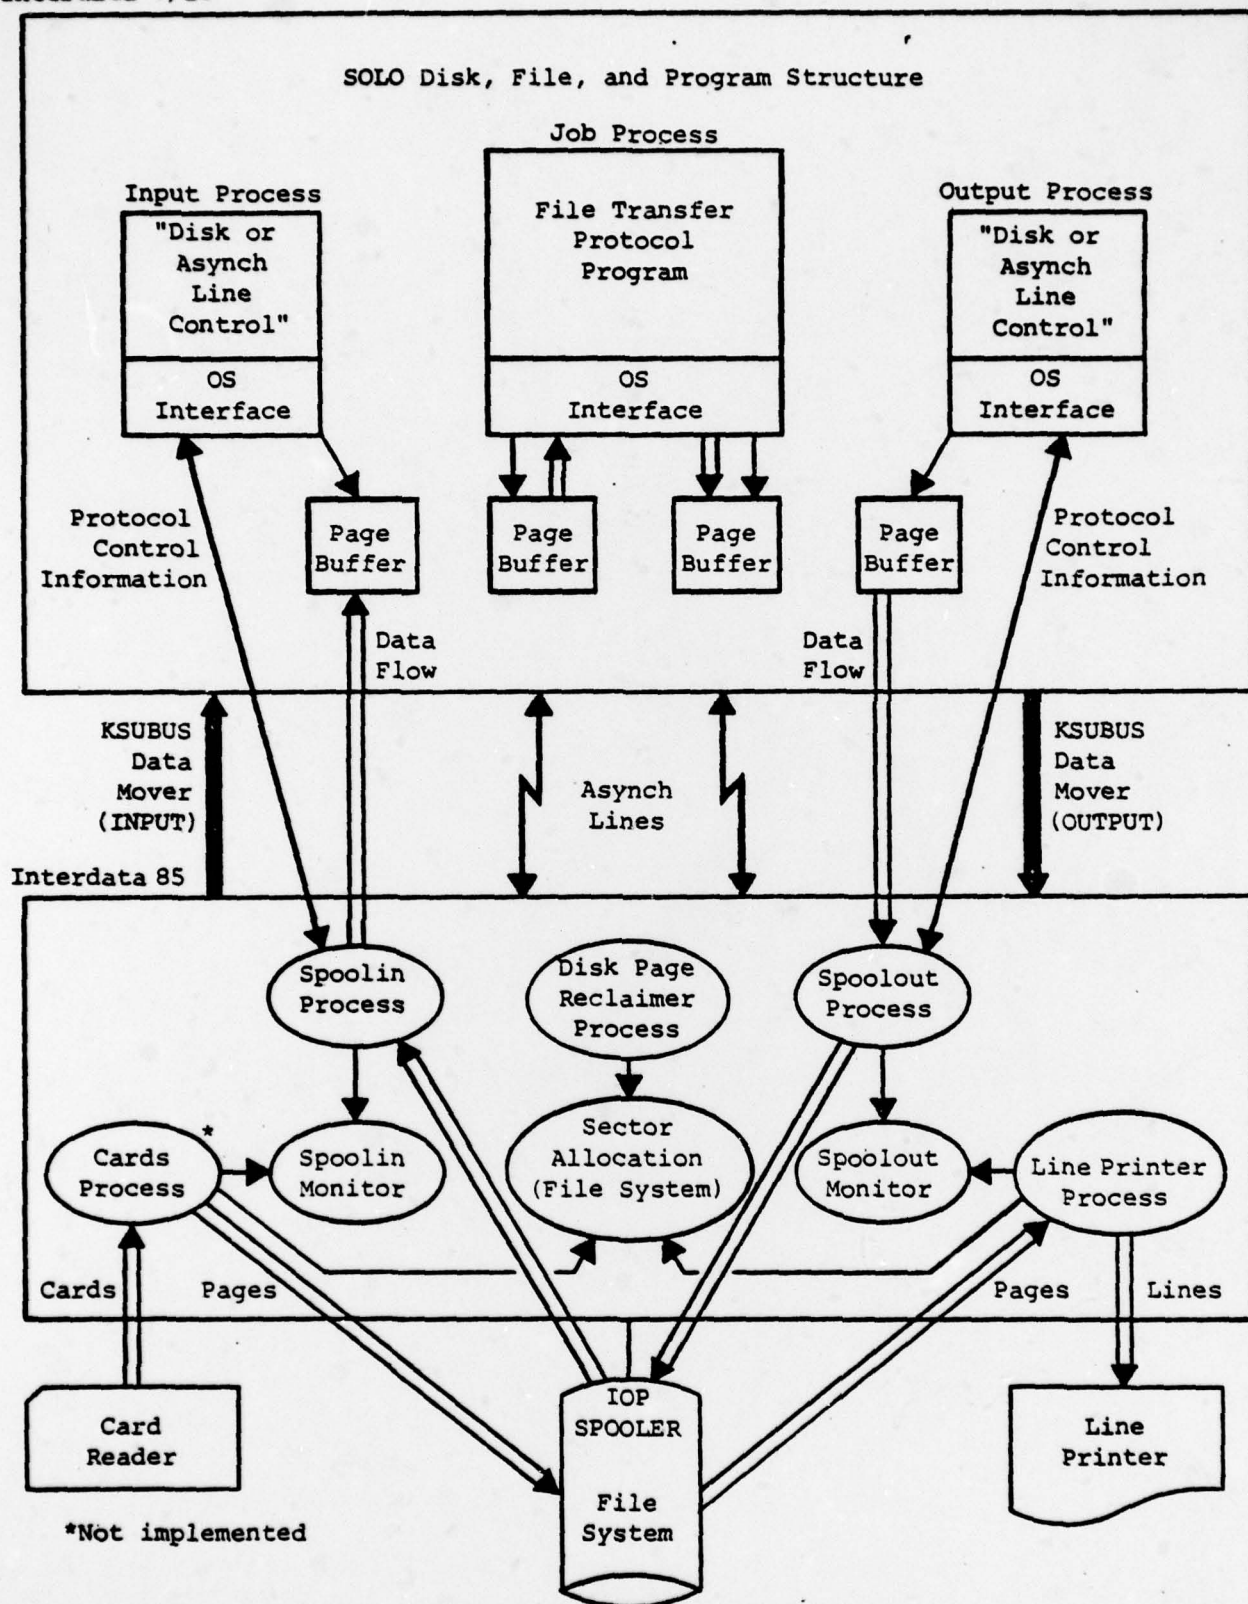 SOLO Disk, File, and Program Structure
Job Process
Input Process
Output Process
"Disk or
Asynch
Line
Control"
OS
Interface
File Transfer
Protocol
Program
OS
Interface
"Disk or
Asynch
Line
Control"
OS
Interface
Protocol
Control
Information
Page
Buffer
Page
Buffer
Page
Buffer
Page
Buffer
Protocol
Control
Information
Data
Flow
Data
Flow
KSUBUS
Data
Mover
(INPUT)
Asynch
Lines
KSUBUS
Data
Mover
(OUTPUT)
Interdata 85
Spoolin
Process
Disk Page
Reclaimer
Process
Spoolout
Process
Cards
Process
*
Spoolin
Monitor
Sector
Allocation
(File System)
Spoolout
Monitor
Line Printer
Process
Cards
Pages
Pages
Lines
Card
Reader
IOP
SPOOLER
File
System
Line
Printer
*Not implemented